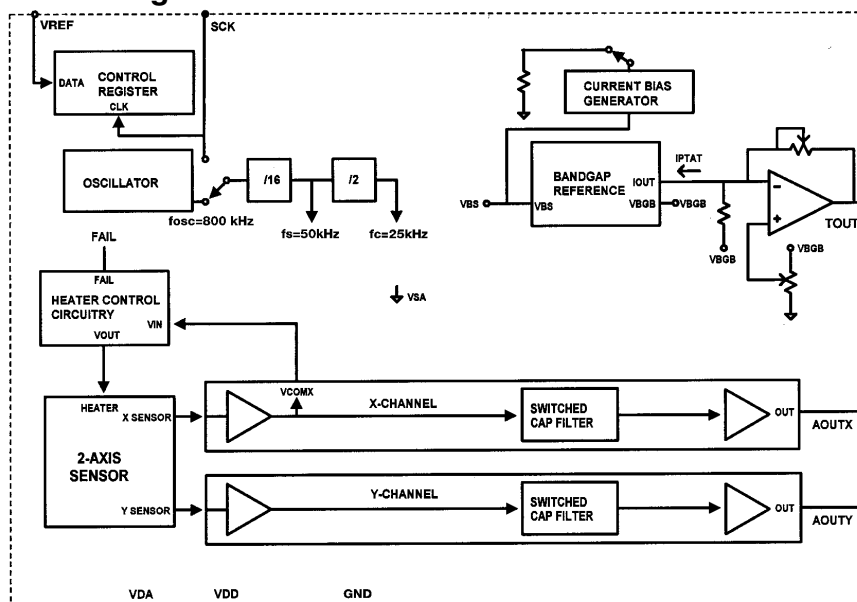 VREF
SCK
DATA
CONTROL
REGISTER
CLK
OSCILLATOR
/16
/2
fosc=800 kHz
fs=50kHz
fc=25kHz
CURRENT BIAS
GENERATOR
IPTAT
BANDGAP
REFERENCE
IOUT
VBS
VBS
VBGB
VBGB
VBGB
TOUT
VBGB
FAIL
FAIL
HEATER CONTROL
CIRCUITRY
VIN
VOUT
VSA
HEATER
X SENSOR
2-AXIS
SENSOR
Y SENSOR
VCOMX
X-CHANNEL
SWITCHED
CAP FILTER
OUT
AOUTX
Y-CHANNEL
SWITCHED
CAP FILTER
OUT
AOUTY
VDA
VDD
GND